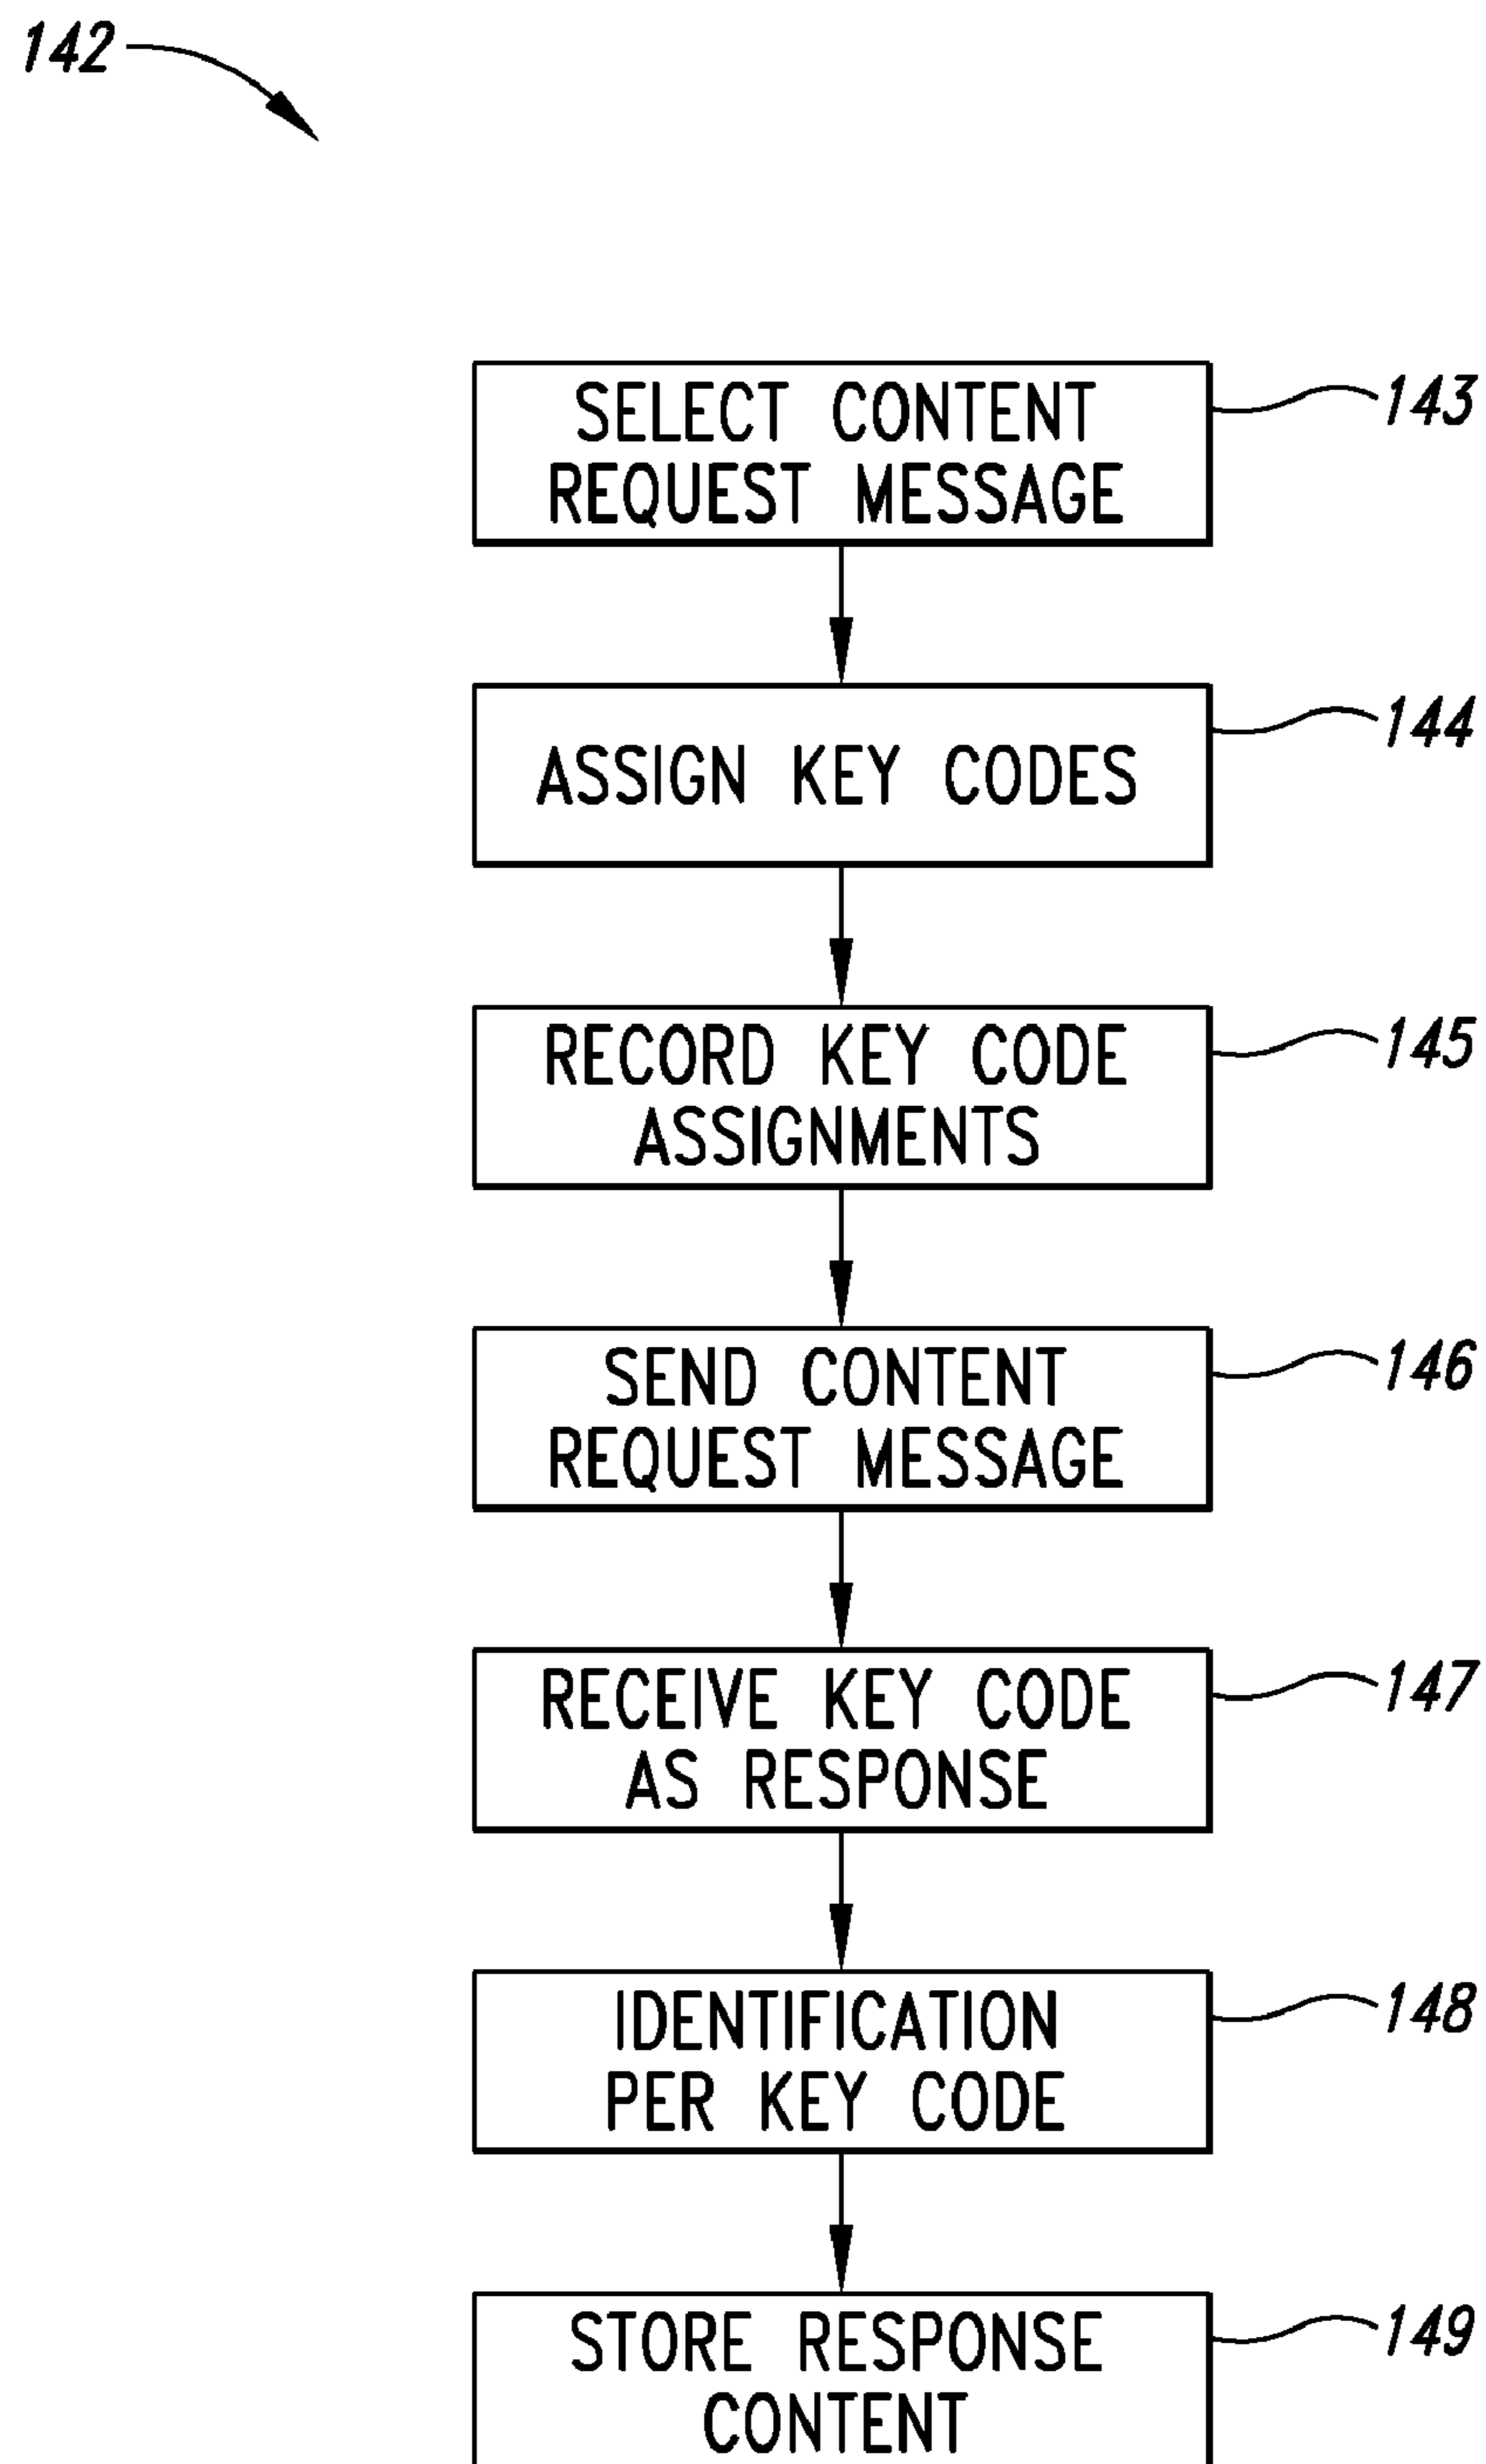 142
SELECT CONTENT
REQUEST MESSAGE
143
ASSIGN KEY CODES
144
RECORD KEY CODE
ASSIGNMENTS
145
SEND CONTENT
REQUEST MESSAGE
146
RECEIVE KEY CODE
AS RESPONSE
147
IDENTIFICATION
PER KEY CODE
148
STORE RESPONSE
CONTENT
149